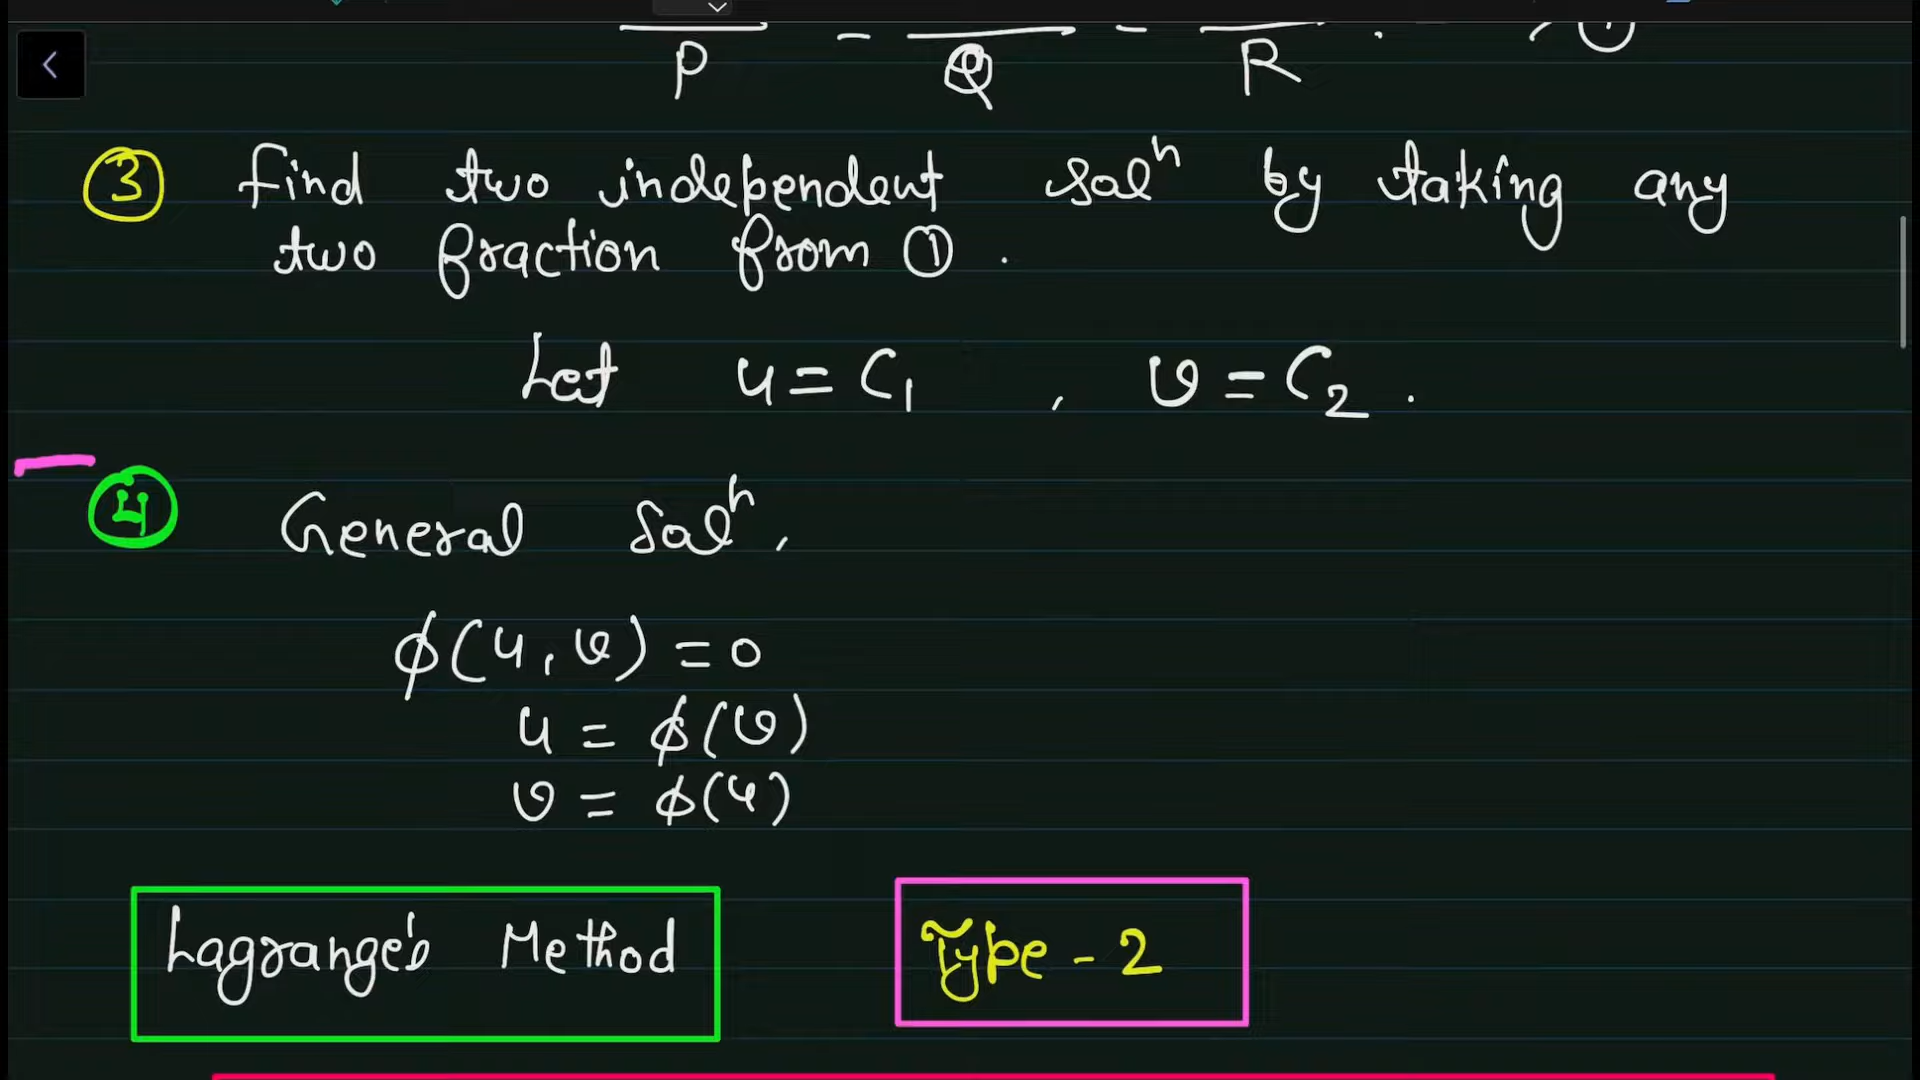 P - Q - R .
③ find two independent solⁿ by taking any
two fraction from ① .
Let u = C₁ , v = C₂ .
④ General Solⁿ,
ϕ(u, v) = 0
u = ϕ(v)
v = ϕ(u)
Lagrange's Method
Type - 2